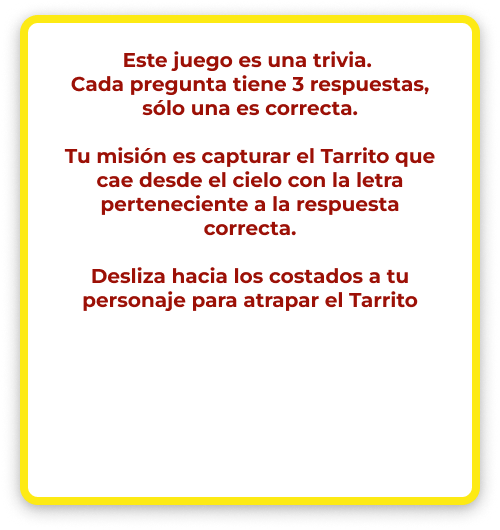 Este juego es una trivia.
Cada pregunta tiene 3 respuestas,
sólo una es correcta.
Tu misión es capturar el Tarrito que
cae desde el cielo con la letra
perteneciente a la respuesta
correcta.
Desliza hacia los costados a tu
personaje para atrapar el Tarrito